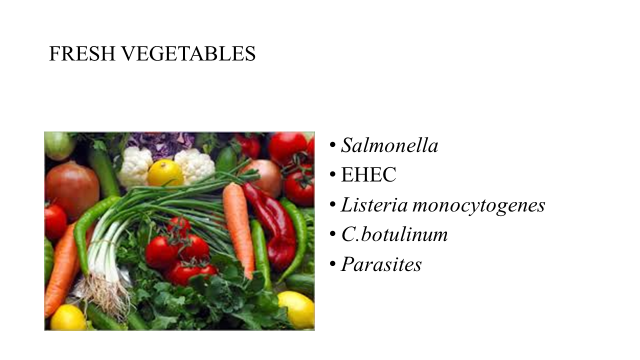 FRESH VEGETABLES
• Salmonella
• EHEC
• Listeria monocytogenes
• C.botulinum
• Parasites